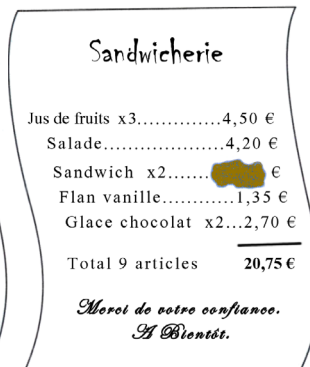 Sandwicherie
Jus de fruits x3..............4,50 €
Salade....................4,20 €
Sandwich x2....... €
Flan vanille............1,35 €
Glace chocolat x2...2,70 €
Total 9 articles 20,75 €
Merci de votre confiance.
A Bientôt.